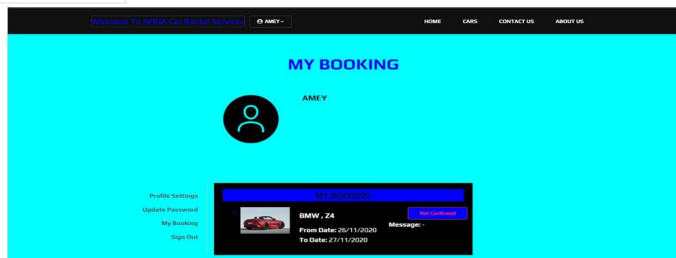 Welcome To AHNA Car Rental Services
AMEY
HOME CARS CONTACT US ABOUT US
MY BOOKING
AMEY
Profile Settings
Update Password
My Booking
Sign Out
MY BOOKING
BMW , Z4
From Date: 26/11/2020
To Date: 27/11/2020
Not Confirmed
Message: -